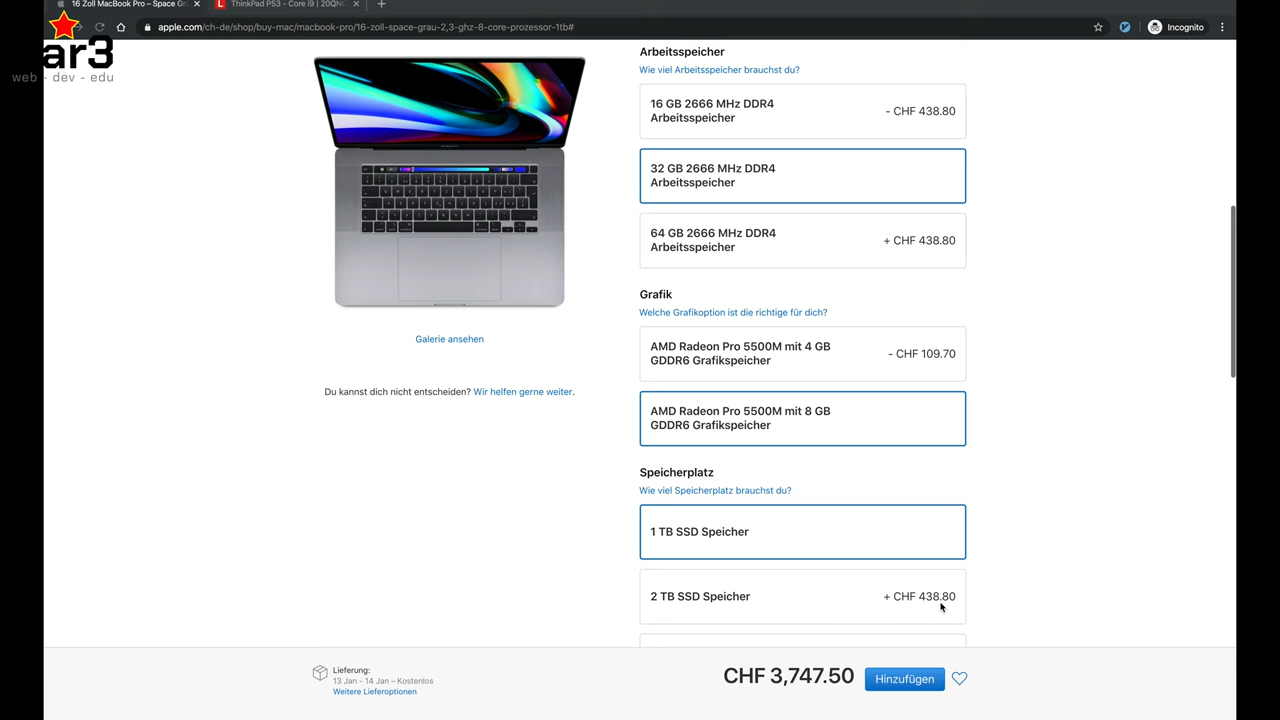 16 Zoll MacBook Pro – Space Gr
ThinkPad P53 - Core i9 | 20QN
apple.com/ch-de/shop/buy-mac/macbook-pro/16-zoll-space-grau-2,3-ghz-8-core-prozessor-1tb#
Incognito
ar3
web - dev - edu
Arbeitsspeicher
Wie viel Arbeitsspeicher brauchst du?
16 GB 2666 MHz DDR4
Arbeitsspeicher
- CHF 438.80
32 GB 2666 MHz DDR4
Arbeitsspeicher
64 GB 2666 MHz DDR4
Arbeitsspeicher
+ CHF 438.80
Galerie ansehen
Du kannst dich nicht entscheiden? Wir helfen gerne weiter.
Grafik
Welche Grafikoption ist die richtige für dich?
AMD Radeon Pro 5500M mit 4 GB
GDDR6 Grafikspeicher
- CHF 109.70
AMD Radeon Pro 5500M mit 8 GB
GDDR6 Grafikspeicher
Speicherplatz
Wie viel Speicherplatz brauchst du?
1 TB SSD Speicher
2 TB SSD Speicher
+ CHF 438.80
Lieferung:
13 Jan - 14 Jan – Kostenlos
Weitere Lieferoptionen
CHF 3,747.50
Hinzufügen